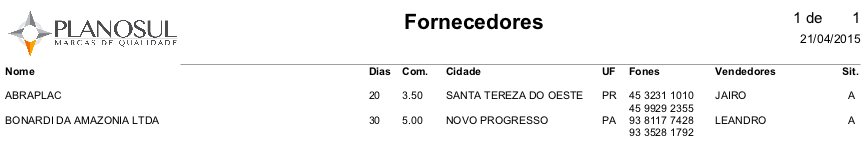 PLANOSUL
MARCAS DE QUALIDADE
Fornecedores
1 de 1
21/04/2015
Nome Dias Com. Cidade UF Fones Vendedores Sit.
ABRAPLAC 20 3.50 SANTA TEREZA DO OESTE PR 45 3231 1010 JAIRO A
45 9929 2355
BONARDI DA AMAZONIA LTDA 30 5.00 NOVO PROGRESSO PA 93 8117 7428 LEANDRO A
93 3528 1792